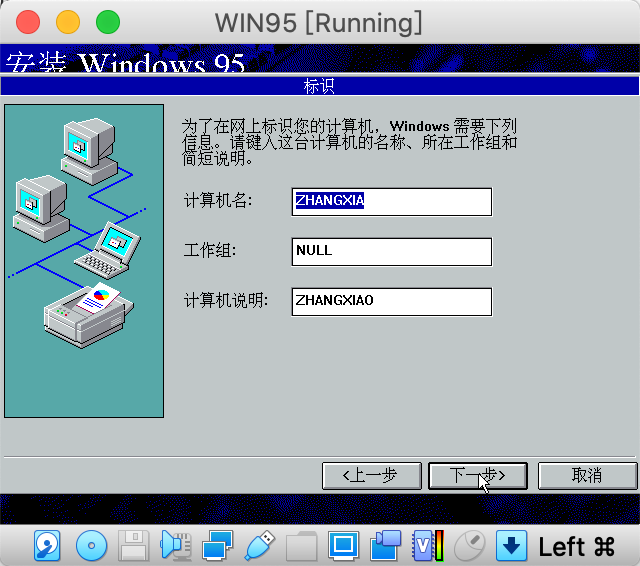 WIN95 [Running]
安装 Windows 95
标识
为了在网上标识您的计算机，Windows 需要下列
信息。请键入这台计算机的名称、所在工作组和
简短说明。
计算机名: ZHANGXIA
工作组: NULL
计算机说明: ZHANGXIAO
<上一步 下一步> 取消
Left ⌘